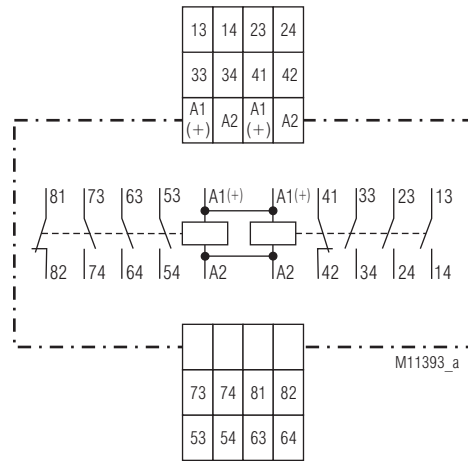 13 14 23 24
33 34 41 42
A1 (+) A2 A1 (+) A2
81 73 63 53 A1(+) A1(+) 41 33 23 13
82 74 64 54 A2 A2 42 34 24 14
M11393_a
73 74 81 82
53 54 63 64